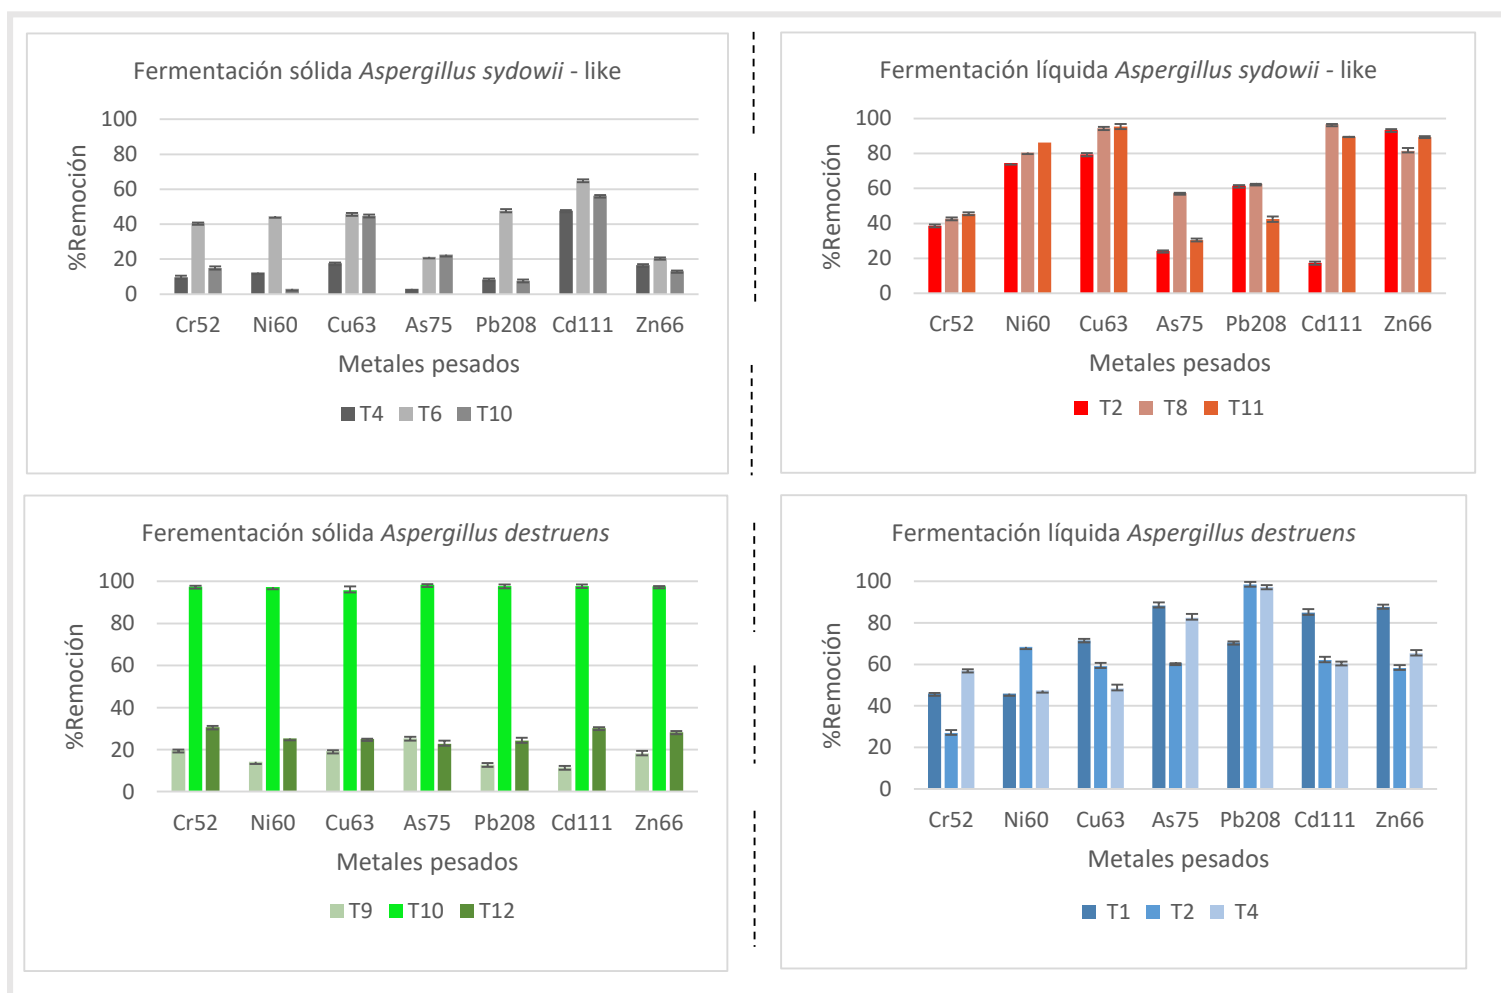 Fermentación sólida Aspergillus sydowii - like
%Remoción
100
80
60
40
20
0
Cr52 Ni60 Cu63 As75 Pb208 Cd111 Zn66
Metales pesados
T4 T6 T10
Fermentación líquida Aspergillus sydowii - like
%Remoción
100
80
60
40
20
0
Cr52 Ni60 Cu63 As75 Pb208 Cd111 Zn66
Metales pesados
T2 T8 T11
Ferementación sólida Aspergillus destruens
%Remoción
100
80
60
40
20
0
Cr52 Ni60 Cu63 As75 Pb208 Cd111 Zn66
Metales pesados
T9 T10 T12
Fermentación líquida Aspergillus destruens
%Remoción
100
80
60
40
20
0
Cr52 Ni60 Cu63 As75 Pb208 Cd111 Zn66
Metales pesados
T1 T2 T4